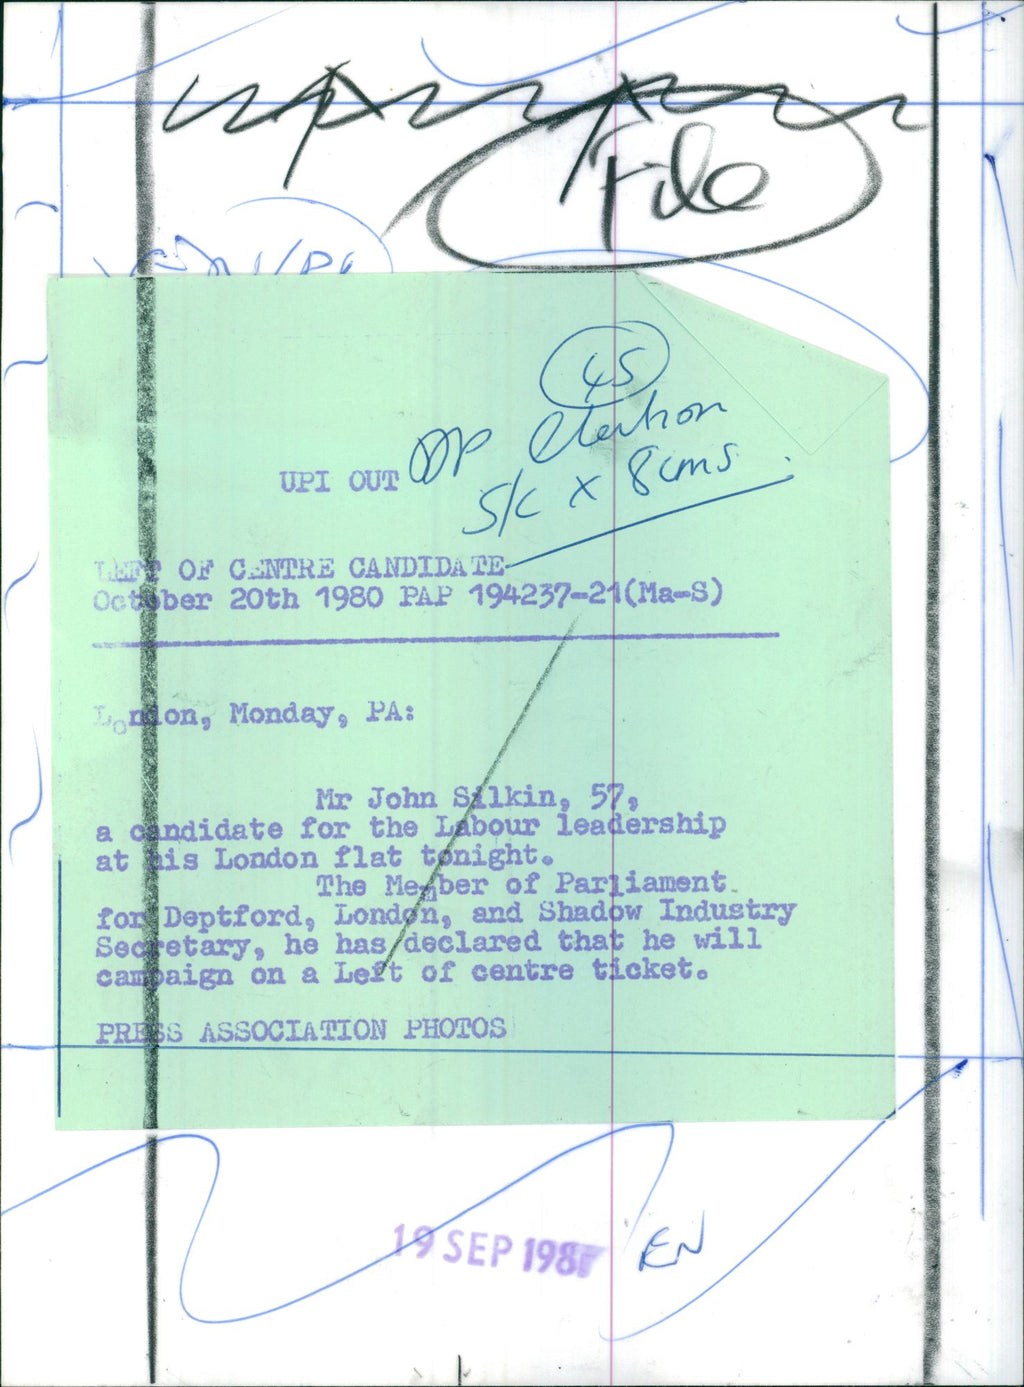 File
45
Election
UPI OUT
S/C x 8cms
LEFT OF CENTRE CANDIDATE
October 20th 1980 PAP 194237-21(Ma-S)
London, Monday, PA:
Mr John Silkin, 57,
a candidate for the Labour leadership
at his London flat tonight.
The Member of Parliament
for Deptford, London, and Shadow Industry
Secretary, he has declared that he will
campaign on a Left of centre ticket.
PRESS ASSOCIATION PHOTOS
19 SEP
EN